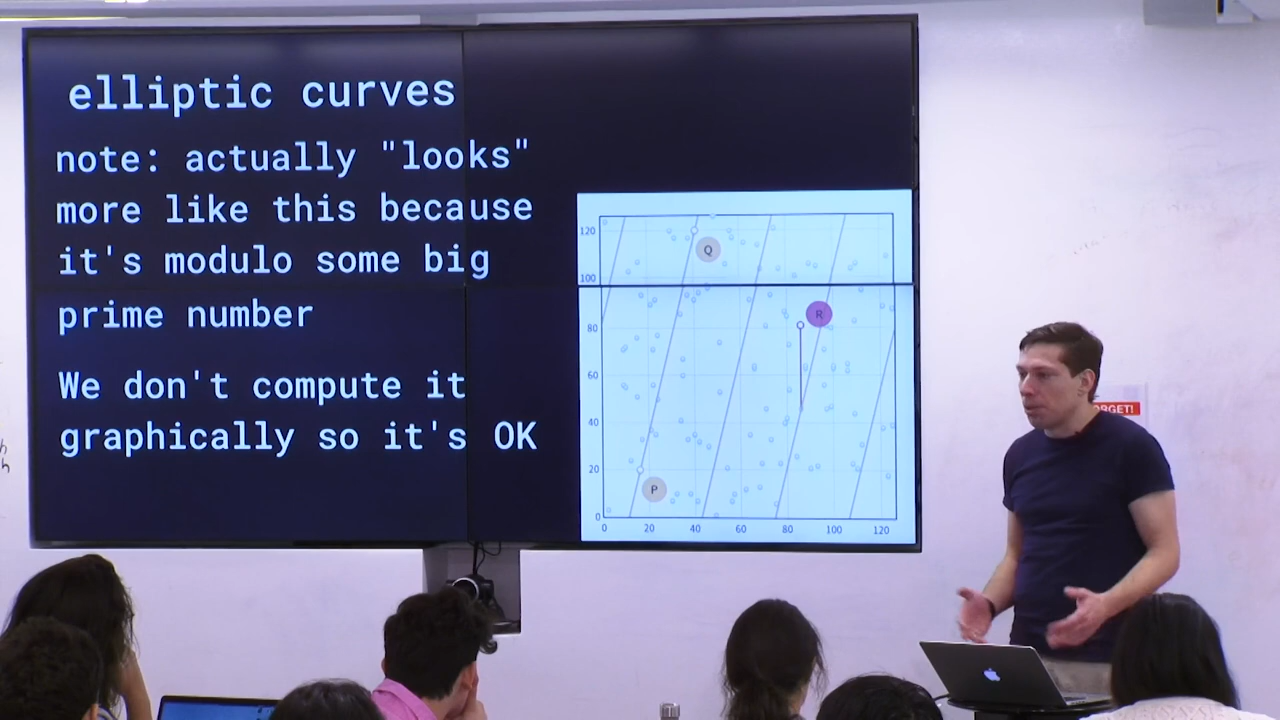 elliptic curves
note: actually "looks"
more like this because
it's modulo some big
prime number
We don't compute it
graphically so it's OK
120
100
80
60
40
20
0
0 20 40 60 80 100 120
Q
R
P